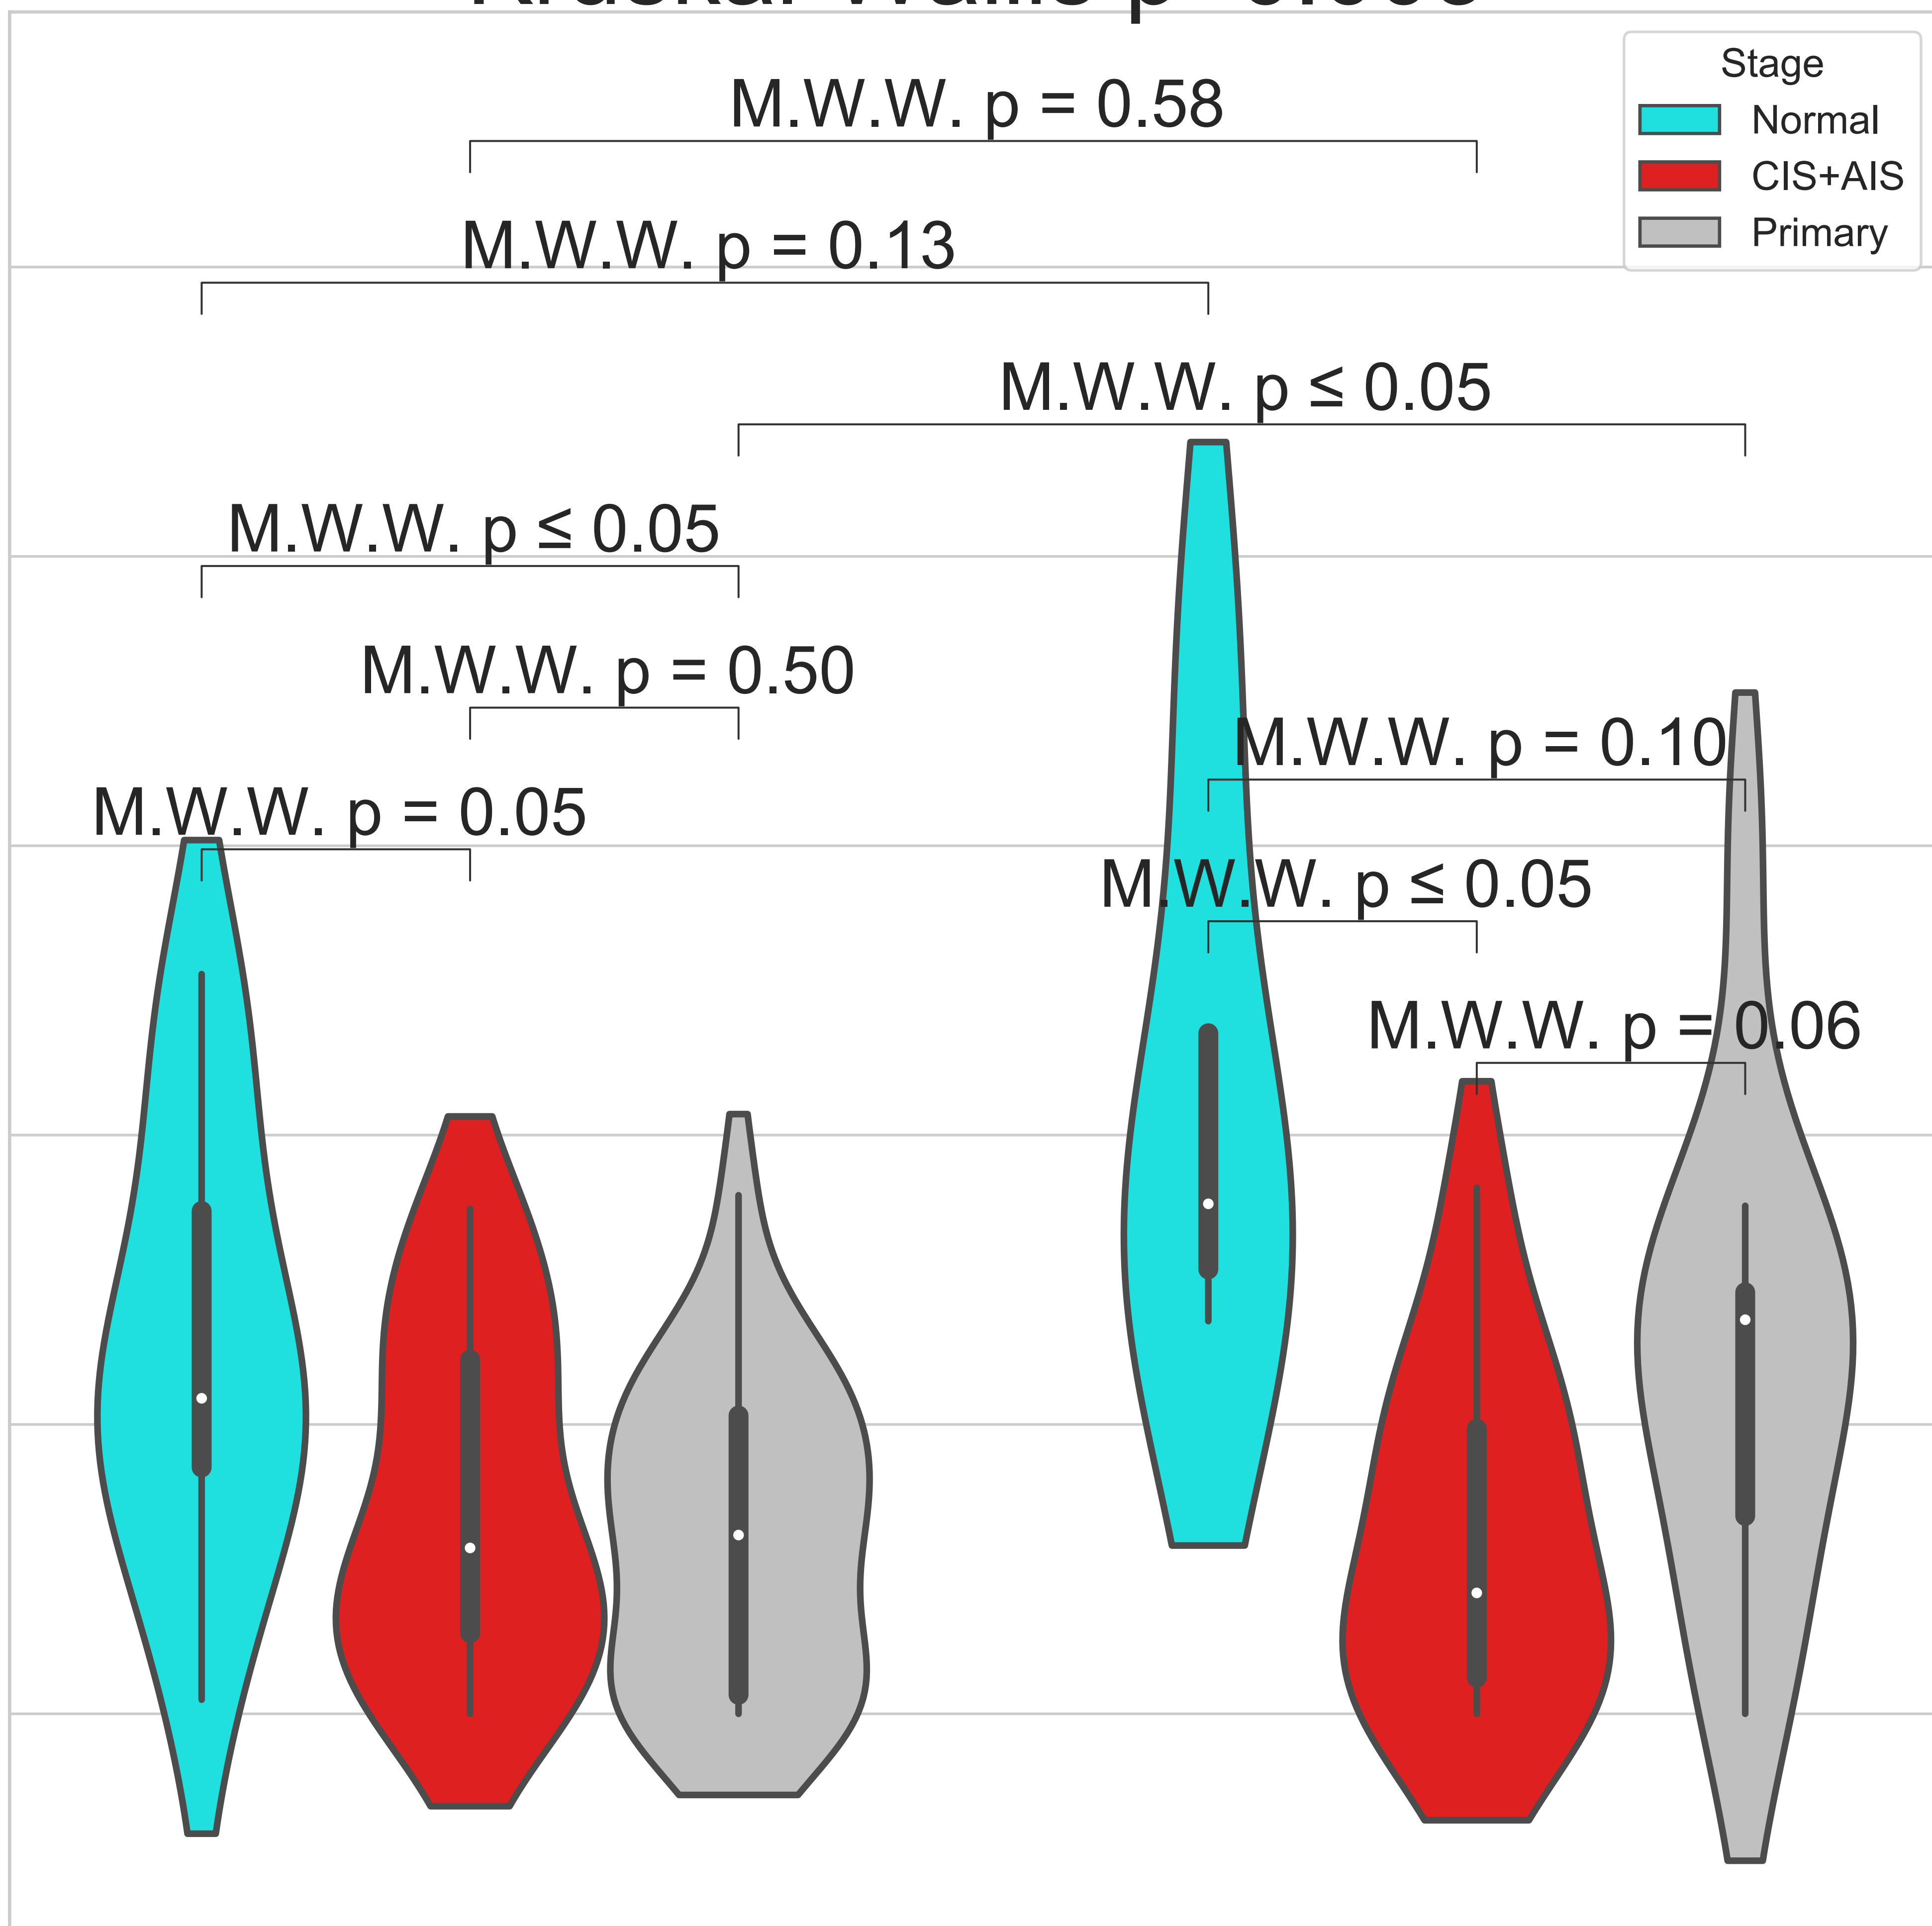 M.W.W. p = 0.58
Stage
Normal
CIS+AIS
Primary
M.W.W. p = 0.13
M.W.W. p ≤ 0.05
M.W.W. p ≤ 0.05
M.W.W. p = 0.50
M.W.W. p = 0.10
M.W.W. p = 0.05
M.W.W. p ≤ 0.05
M.W.W. p = 0.06